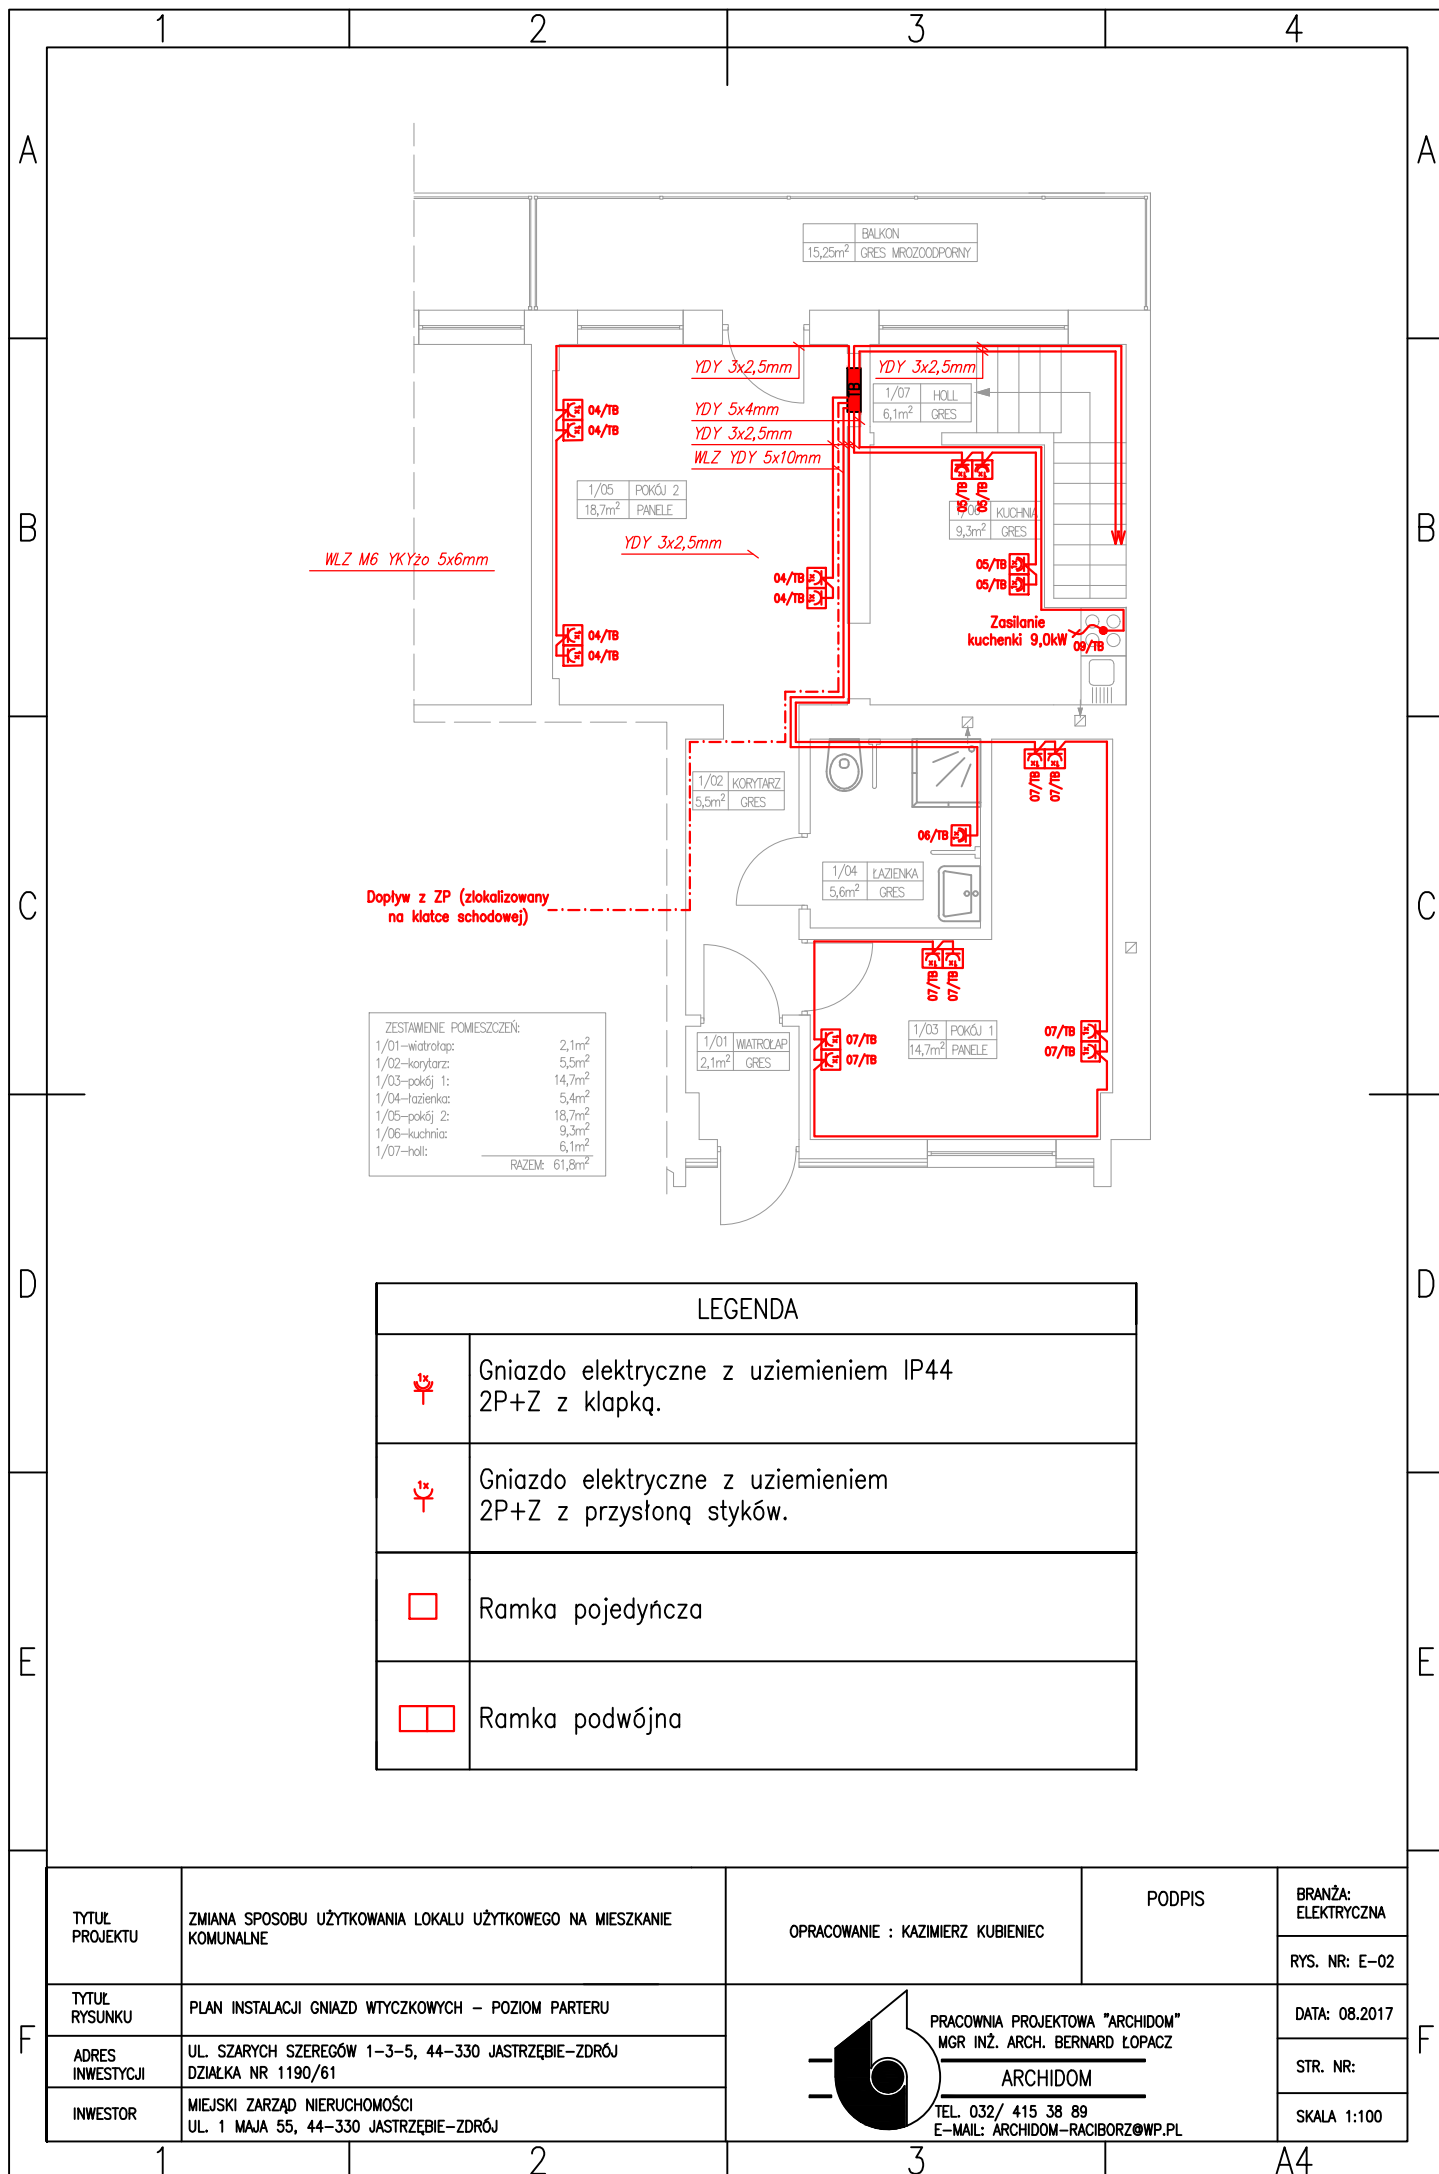 1 2 3 4
A A
B B
C C
D D
E E
F F
BALKON
15,25m² GRES MROZOODPORNY
YDY 3x2,5mm
YDY 3x2,5mm
1/07 HOLL
6,1m² GRES
YDY 5x4mm
YDY 3x2,5mm
WLZ YDY 5x10mm
04/TB
04/TB
1/05 POKÓJ 2
18,7m² PANELE
05/TB
05/TB
1/06 KUCHNIA
9,3m² GRES
YDY 3x2,5mm
WLZ M6 YKYżo 5x6mm
04/TB
04/TB
05/TB
05/TB
04/TB
04/TB
Zasilanie
kuchenki 9,0kW
09/TB
1/02 KORYTARZ
5,5m² GRES
07/TB
07/TB
06/TB
1/04 ŁAZIENKA
5,6m² GRES
Dopływ z ZP (zlokalizowany
na klatce schodowej)
07/TB
07/TB
1/03 POKÓJ 1
14,7m² PANELE
07/TB
07/TB
07/TB
07/TB
1/01 WIATROŁAP
2,1m² GRES
ZESTAWIENIE POMIESZCZEŃ:
1/01-wiatrołap: 2,1m²
1/02-korytarz: 5,5m²
1/03-pokój 1: 14,7m²
1/04-łazienka: 5,4m²
1/05-pokój 2: 18,7m²
1/06-kuchnia: 9,3m²
1/07-holl: 6,1m²
RAZEM: 61,8m²
LEGENDA
1x
Gniazdo elektryczne z uziemieniem IP44
2P+Z z klapką.
1x
Gniazdo elektryczne z uziemieniem
2P+Z z przysłoną styków.
Ramka pojedyńcza
Ramka podwójna
TYTUŁ
PROJEKTU
ZMIANA SPOSOBU UŻYTKOWANIA LOKALU UŻYTKOWEGO NA MIESZKANIE
KOMUNALNE
OPRACOWANIE : KAZIMIERZ KUBIENIEC
PODPIS
BRANŻA:
ELEKTRYCZNA
RYS. NR: E-02
TYTUŁ
RYSUNKU
PLAN INSTALACJI GNIAZD WTYCZKOWYCH - POZIOM PARTERU
ADRES
INWESTYCJI
UL. SZARYCH SZEREGÓW 1-3-5, 44-330 JASTRZĘBIE-ZDRÓJ
DZIAŁKA NR 1190/61
INWESTOR
MIEJSKI ZARZĄD NIERUCHOMOŚCI
UL. 1 MAJA 55, 44-330 JASTRZĘBIE-ZDRÓJ
PRACOWNIA PROJEKTOWA "ARCHIDOM"
MGR INŻ. ARCH. BERNARD ŁOPACZ
ARCHIDOM
TEL. 032/ 415 38 89
E-MAIL: ARCHIDOM-RACIBORZ@WP.PL
DATA: 08.2017
STR. NR:
SKALA 1:100
1 2 3 A4